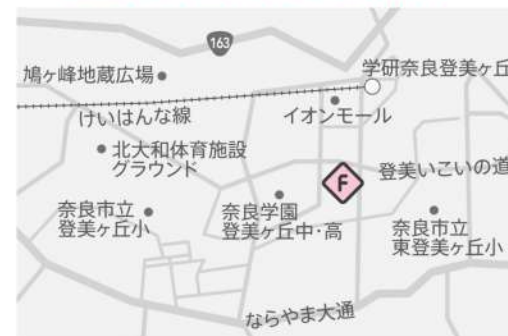 163
鳩ヶ峰地蔵広場
学研奈良登美ヶ丘
けいはんな線
イオンモール
北大和体育施設
グラウンド
F
登美いこいの道
奈良市立
登美ヶ丘小
奈良学園
登美ヶ丘中・高
奈良市立
東登美ヶ丘小
ならやま大通